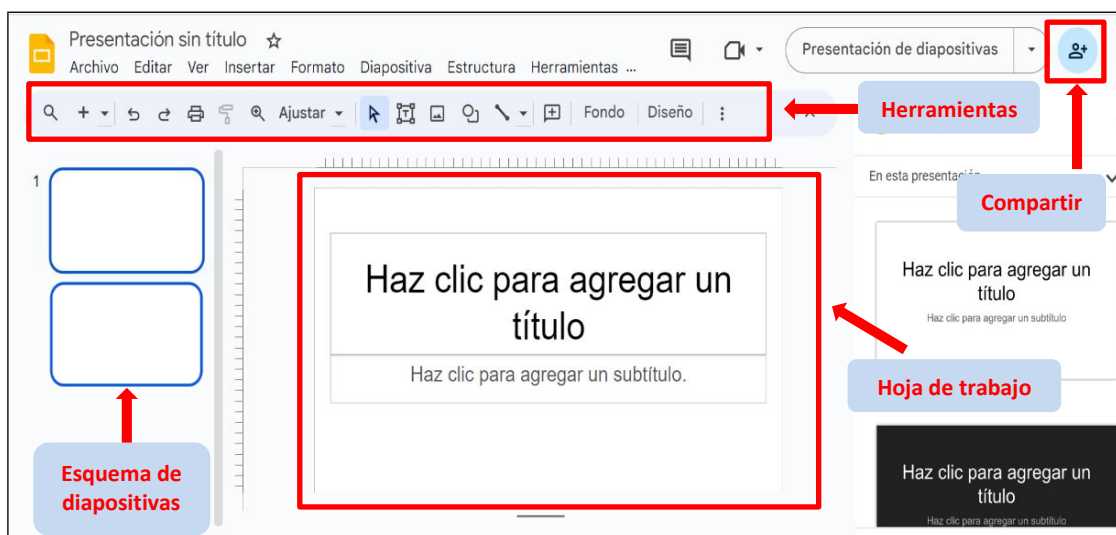 Presentación sin título
Archivo Editar Ver Insertar Formato Diapositiva Estructura Herramientas ...
Presentación de diapositivas
Ajustar
Fondo
Diseño
Herramientas
En esta
Compartir
1
Haz clic para agregar un
título
Haz clic para agregar un subtítulo.
Haz clic para agregar un
título
Haz clic para agregar un subtítulo
Hoja de trabajo
Esquema de
diapositivas
Haz clic para agregar un
título
Haz clic para agregar un subtítulo